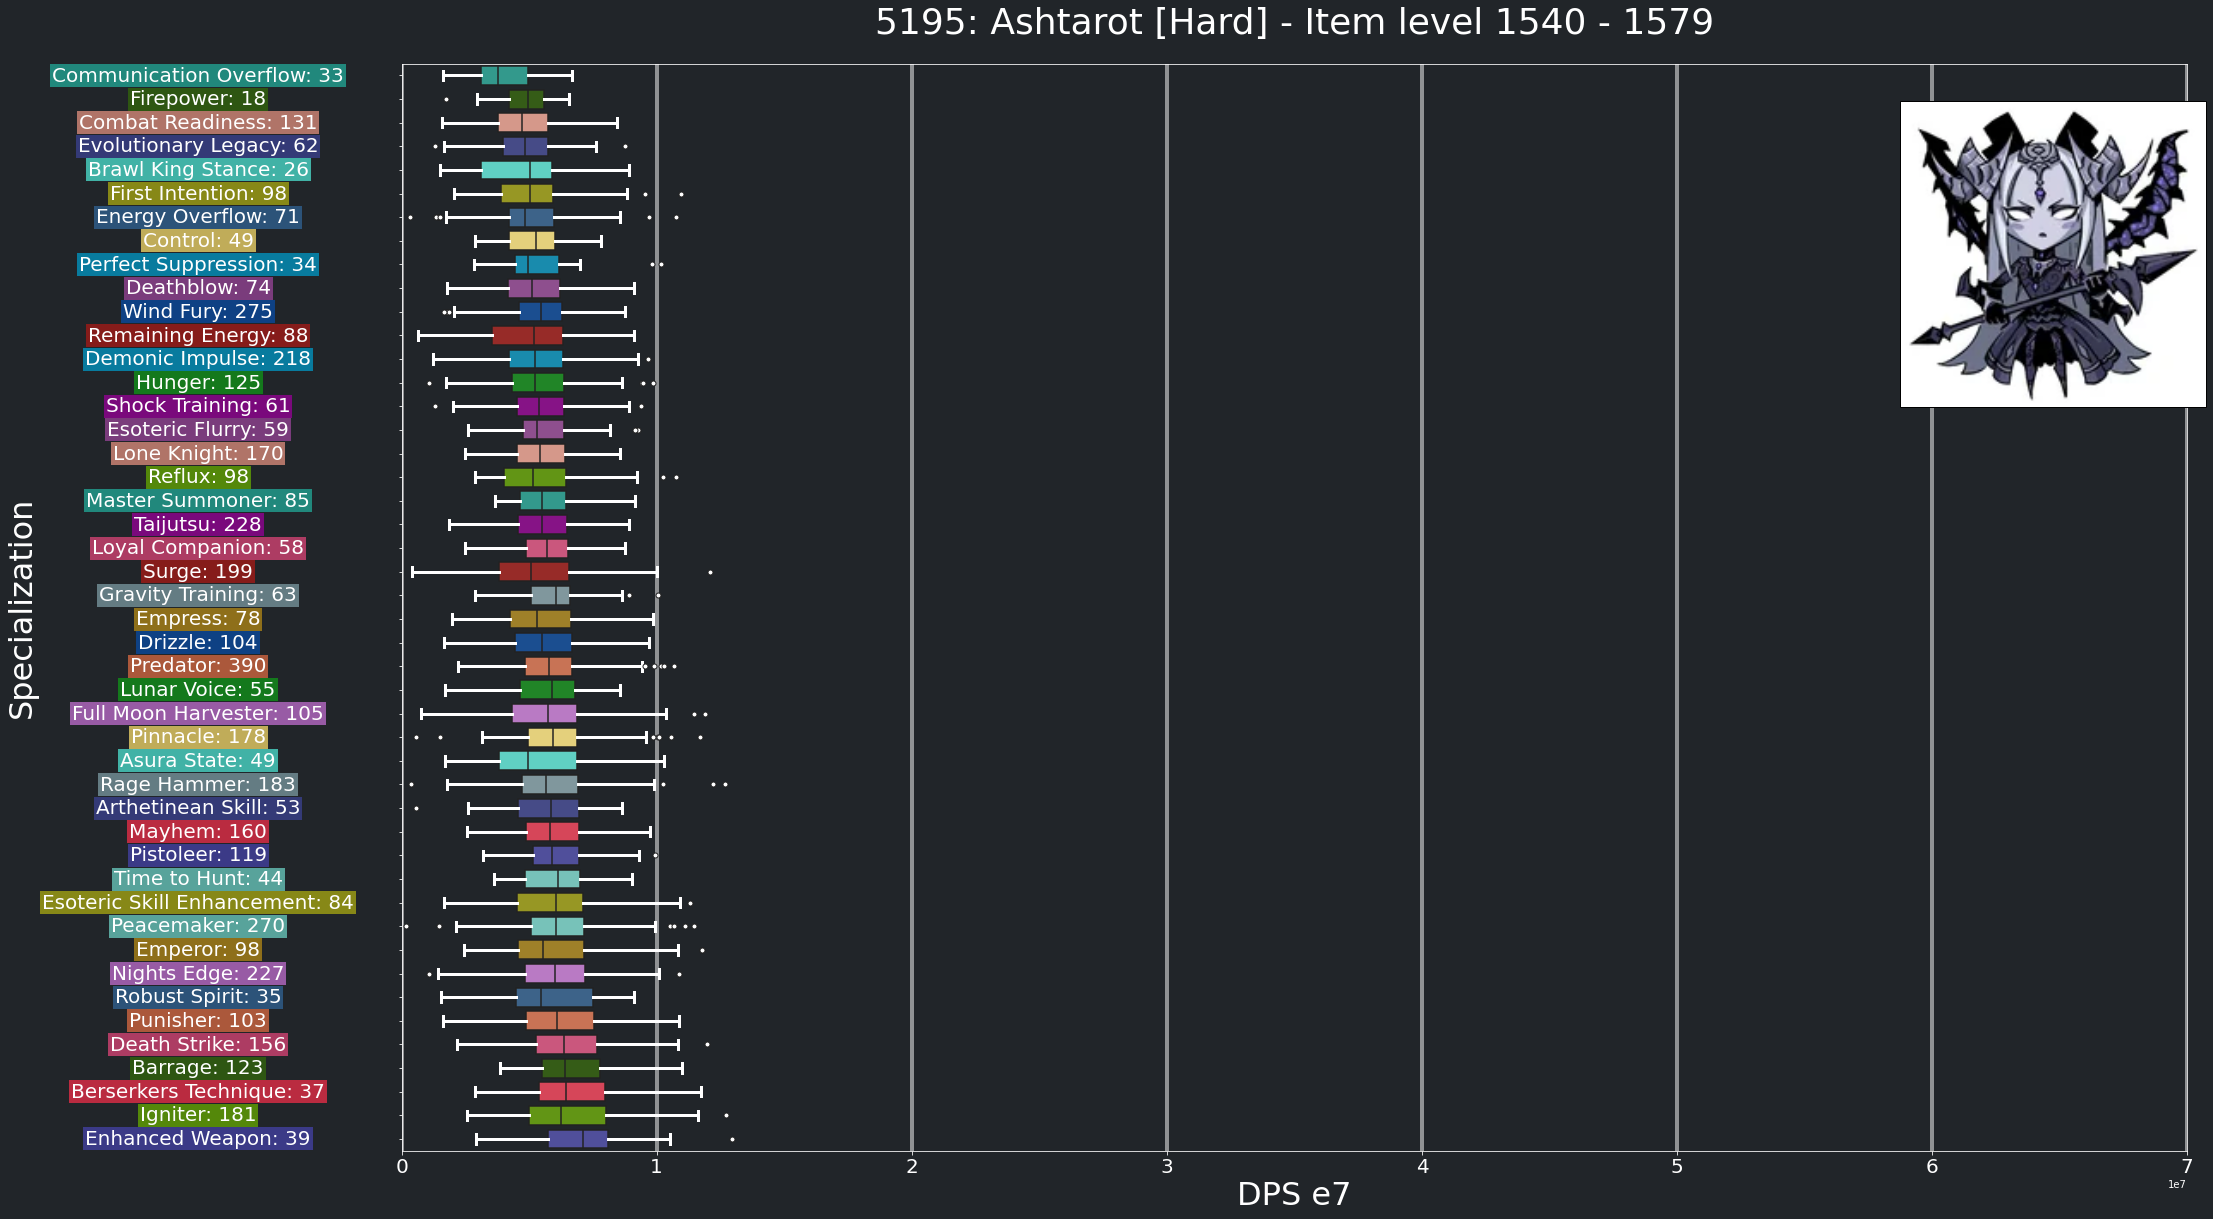 5195: Ashtarot [Hard] - Item level 1540 - 1579
Communication Overflow: 33
Firepower: 18
Combat Readiness: 131
Evolutionary Legacy: 62
Brawl King Stance: 26
First Intention: 98
Energy Overflow: 71
Control: 49
Perfect Suppression: 34
Deathblow: 74
Wind Fury: 275
Remaining Energy: 88
Demonic Impulse: 218
Hunger: 125
Shock Training: 61
Esoteric Flurry: 59
Lone Knight: 170
Reflux: 98
Master Summoner: 85
Taijutsu: 228
Loyal Companion: 58
Surge: 199
Gravity Training: 63
Empress: 78
Drizzle: 104
Predator: 390
Lunar Voice: 55
Full Moon Harvester: 105
Pinnacle: 178
Asura State: 49
Rage Hammer: 183
Arthetinean Skill: 53
Mayhem: 160
Pistoleer: 119
Time to Hunt: 44
Esoteric Skill Enhancement: 84
Peacemaker: 270
Emperor: 98
Nights Edge: 227
Robust Spirit: 35
Punisher: 103
Death Strike: 156
Barrage: 123
Berserkers Technique: 37
Igniter: 181
Enhanced Weapon: 39
Specialization
0 1 2 3 4 5 6 7
1e7
DPS e7